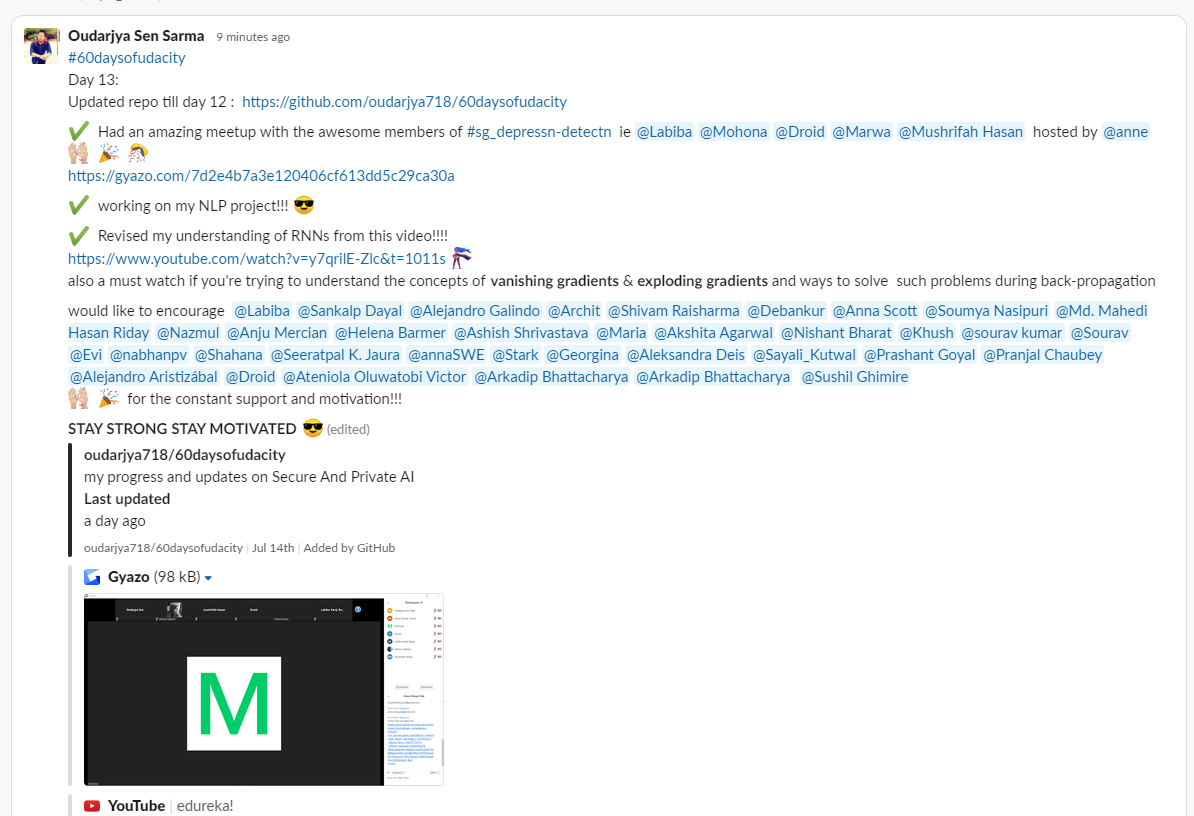 Oudarjya Sen Sarma 9 minutes ago
#60daysofudacity
Day 13:
Updated repo till day 12 : https://github.com/oudarjya718/60daysofudacity
Had an amazing meetup with the awesome members of #sg_depressn-detectn ie @Labiba @Mohona @Droid @Marwa @Mushrifah Hasan hosted by @anne
https://gyazo.com/7d2e4b7a3e120406cf613dd5c29ca30a
working on my NLP project!!!
Revised my understanding of RNNs from this video!!!!
https://www.youtube.com/watch?v=y7qrilE-Zlc&t=1011s
also a must watch if you're trying to understand the concepts of vanishing gradients & exploding gradients and ways to solve such problems during back-propagation
would like to encourage @Labiba @Sankalp Dayal @Alejandro Galindo @Archit @Shivam Raisharma @Debankur @Anna Scott @Soumya Nasipuri @Md. Mahedi
Hasan Riday @Nazmul @Anju Mercian @Helena Barmer @Ashish Shrivastava @Maria @Akshita Agarwal @Nishant Bharat @Khush @sourav kumar @Sourav
@Evi @nabhanpv @Shahana @Seeratpal K. Jaura @annaSWE @Stark @Georgina @Aleksandra Deis @Sayali_Kutwal @Prashant Goyal @Pranjal Chaubey
@Alejandro Aristizábal @Droid @Ateniola Oluwatobi Victor @Arkadip Bhattacharya @Arkadip Bhattacharya @Sushil Ghimire
for the constant support and motivation!!!
STAY STRONG STAY MOTIVATED (edited)
oudarjya718/60daysofudacity
my progress and updates on Secure And Private AI
Last updated
a day ago
oudarjya718/60daysofudacity | Jul 14th | Added by GitHub
Gyazo (98 kB)
M
YouTube | edureka!